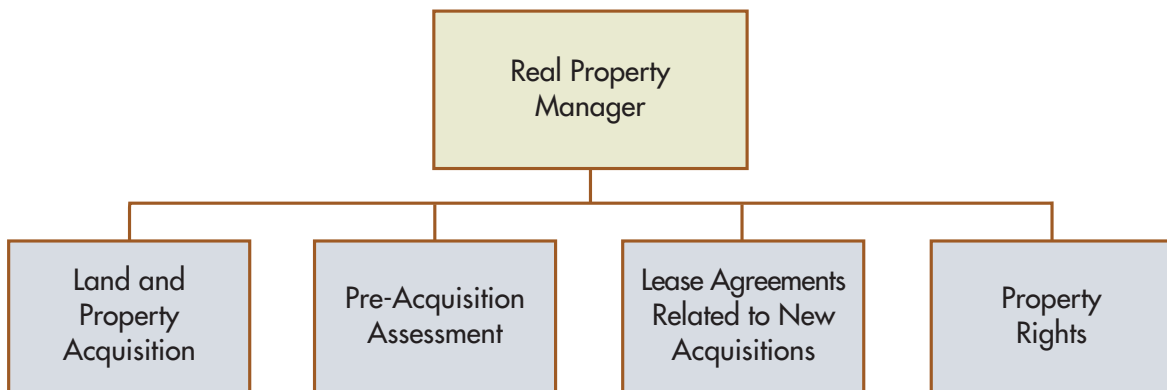 Real Property
Manager
Land and
Property
Acquisition
Pre-Acquisition
Assessment
Lease Agreements
Related to New
Acquisitions
Property
Rights